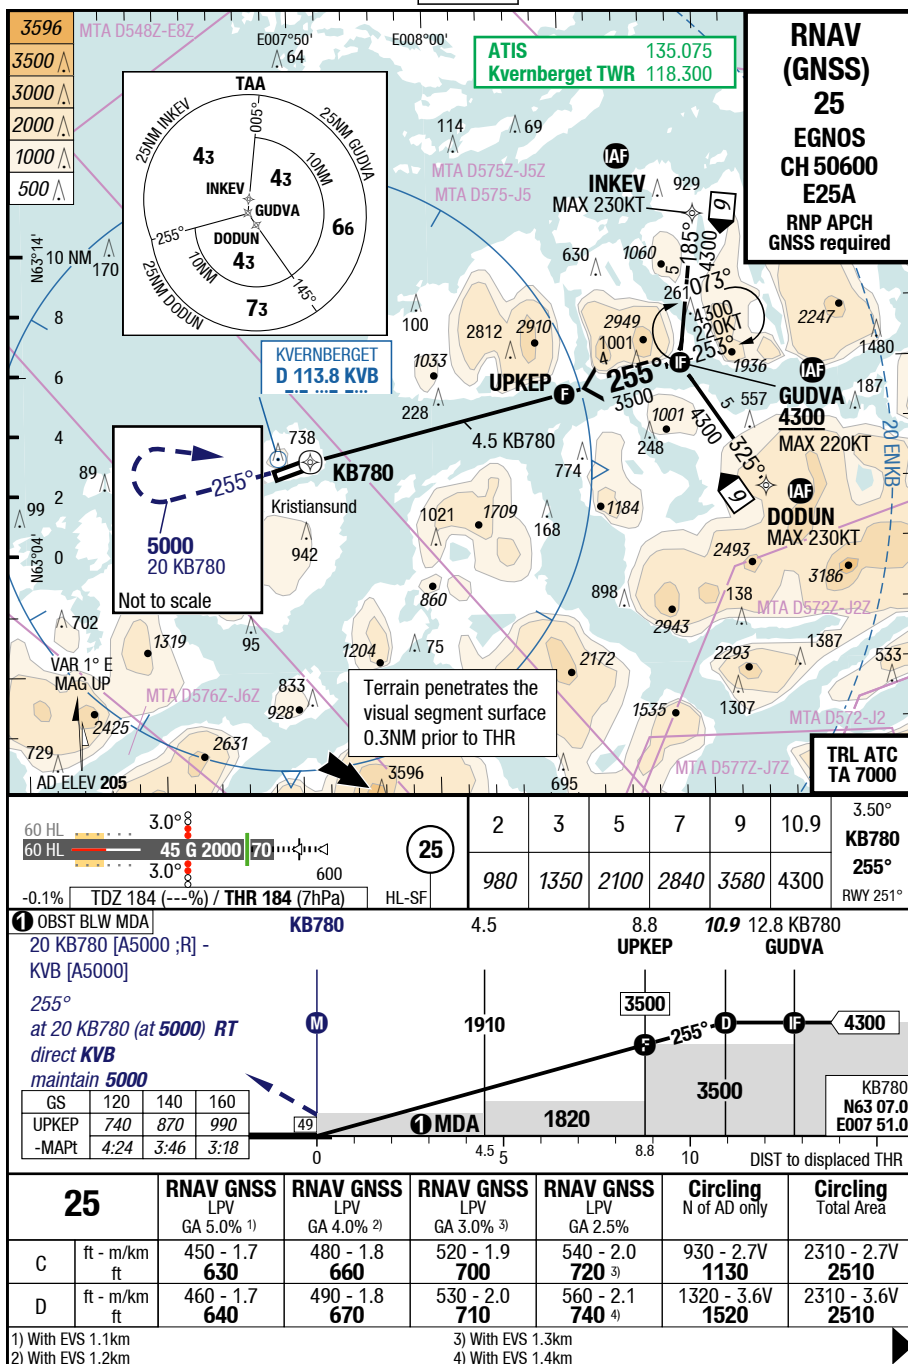 3596
3500
3000
2000
1000
500
MTA D548Z-E8Z
E007°50'
E008°00'
64
ATIS 135.075
Kvernberget TWR 118.300
RNAV
(GNSS)
25
EGNOS
CH 50600
E25A
RNP APCH
GNSS required
TAA
25NM INKEV
25NM GUDVA
25NM DODUN
005°
43
43
10NM
INKEV
GUDVA
DODUN
66
255°
10NM
43
145°
73
114
69
MTA D575Z-J5Z
MTA D575-J5
IAF
INKEV
MAX 230KT
929
9
N63°14'
10 NM
170
630
1060
5
185°
4300
261
073°
4300
220KT
253°
2247
8
100
2812
2910
2949
1001
4
1936
1480
KVERNBERGET
D 113.8 KVB
1033
6
UPKEP
F
255°
3500
IF
IAF
GUDVA
4300
MAX 220KT
187
228
1001
5
557
4300
248
4.5 KB780
738
KB780
4
774
325°
20 ENKB
89
255°
2
Kristiansund
9
IAF
DODUN
MAX 230KT
99
1021
1709
168
1184
5000
20 KB780
942
N63°04'
0
2493
3186
Not to scale
860
898
138
MTA D572Z-J2Z
702
95
2943
1319
1204
75
2172
2293
1387
533
VAR 1° E
MAG UP
MTA D576Z-J6Z
833
928
Terrain penetrates the
visual segment surface
0.3NM prior to THR
1307
1535
MTA D572-J2
2425
729
2631
3596
695
MTA D577Z-J7Z
TRL ATC
TA 7000
AD ELEV 205
60 HL
60 HL
3.0°
45 G 2000 70
3.0°
600
25
-0.1%
TDZ 184 (---%) / THR 184 (7hPa)
HL-SF
2 3 5 7 9 10.9
980 1350 2100 2840 3580 4300
3.50°
KB780
255°
RWY 251°
1 OBST BLW MDA
20 KB780 [A5000 ;R] -
KVB [A5000]
255°
at 20 KB780 (at 5000) RT
direct KVB
maintain 5000
KB780 4.5 8.8 10.9 12.8 KB780
UPKEP GUDVA
M
1910
3500
F
255°
D
IF
4300
3500
1820
1 MDA
49
KB780
N63 07.0
E007 51.0
GS 120 140 160
UPKEP 740 870 990
-MAPt 4:24 3:46 3:18
0 4.5 5 8.8 10 DIST to displaced THR
25
RNAV GNSS RNAV GNSS RNAV GNSS RNAV GNSS Circling Circling
LPV LPV LPV LPV N of AD only Total Area
GA 5.0% 1) GA 4.0% 2) GA 3.0% 3) GA 2.5%
C ft - m/km 450 - 1.7 480 - 1.8 520 - 1.9 540 - 2.0 930 - 2.7V 2310 - 2.7V
ft 630 660 700 720 3) 1130 2510
D ft - m/km 460 - 1.7 490 - 1.8 530 - 2.0 560 - 2.1 1320 - 3.6V 2310 - 3.6V
ft 640 670 710 740 4) 1520 2510
1) With EVS 1.1km
2) With EVS 1.2km
3) With EVS 1.3km
4) With EVS 1.4km